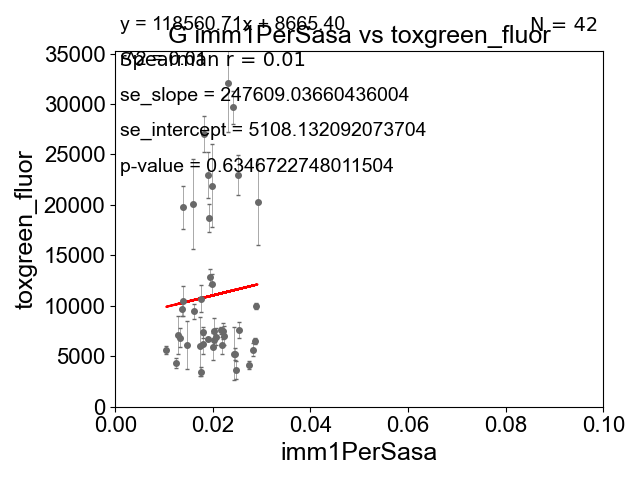 y = 118560.71x + 8665.40
N = 42
G imm1PerSasa vs toxgreen_fluor
r^2 = 0.01
Spearman r = 0.01
se_slope = 247609.03660436004
se_intercept = 5108.132092073704
p-value = 0.6346722748011504
35000
30000
25000
20000
15000
10000
5000
0
toxgreen_fluor
0.00 0.02 0.04 0.06 0.08 0.10
imm1PerSasa